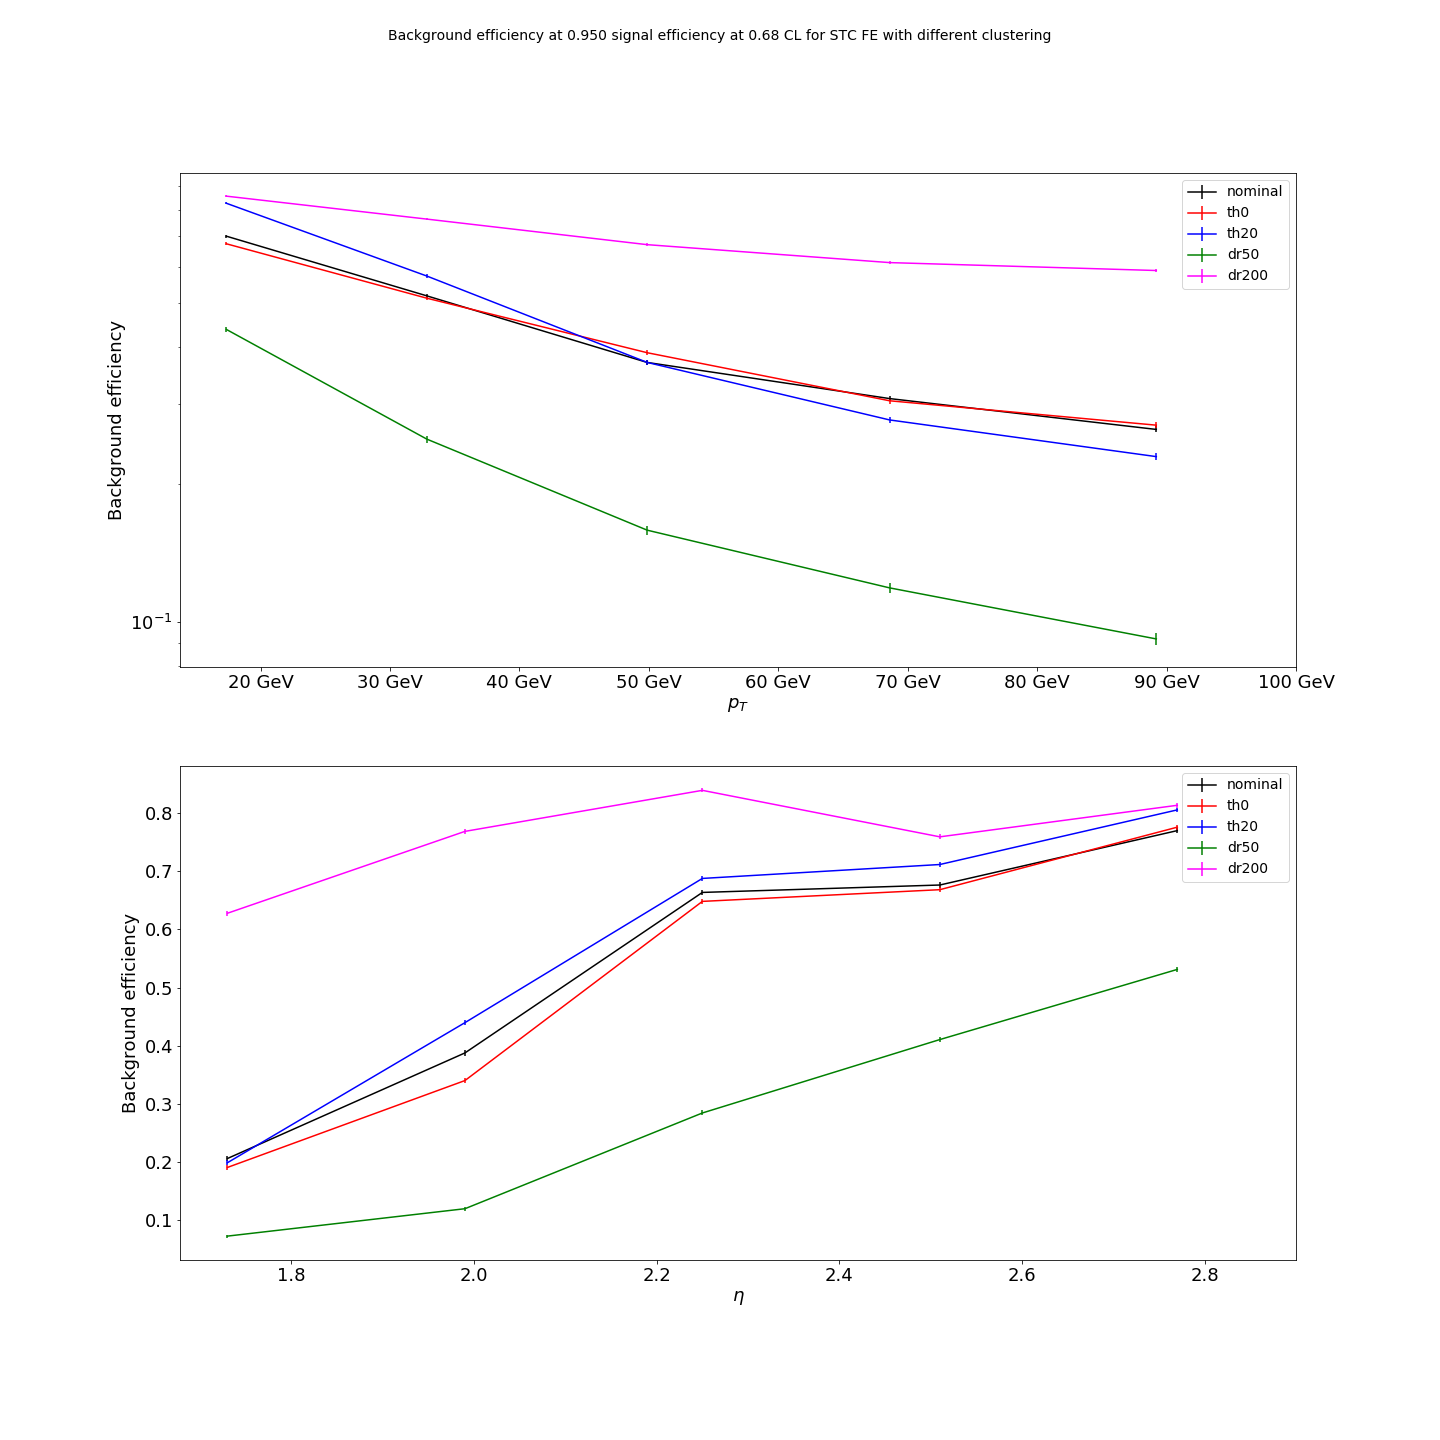 Background efficiency at 0.950 signal efficiency at 0.68 CL for STC FE with different clustering
nominal
th0
th20
dr50
dr200
Background efficiency
10⁻¹
20 GeV 30 GeV 40 GeV 50 GeV 60 GeV 70 GeV 80 GeV 90 GeV 100 GeV
p_T
nominal
th0
th20
dr50
dr200
Background efficiency
0.8
0.7
0.6
0.5
0.4
0.3
0.2
0.1
1.8 2.0 2.2 2.4 2.6 2.8
η